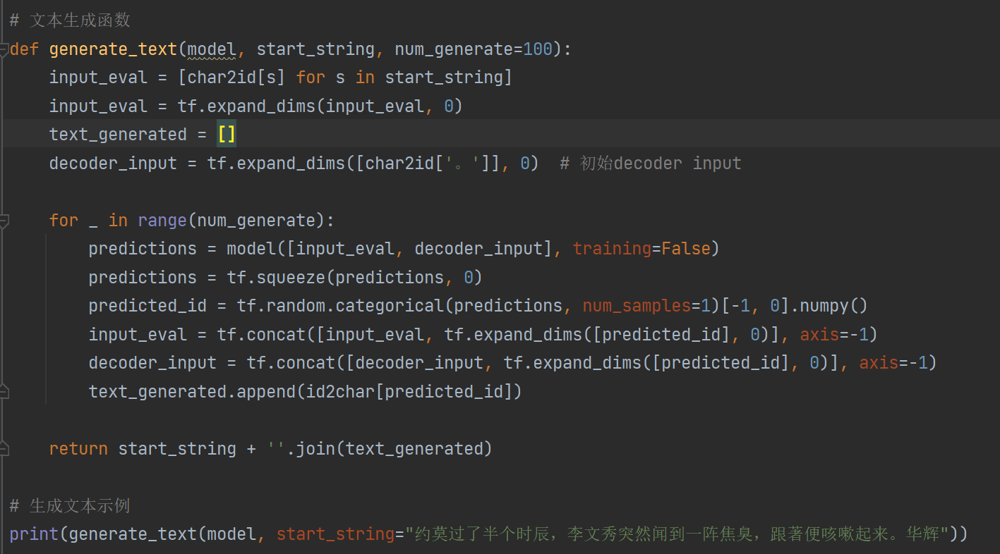 # 文本生成函数
def generate_text(model, start_string, num_generate=100):
    input_eval = [char2id[s] for s in start_string]
    input_eval = tf.expand_dims(input_eval, 0)
    text_generated = []
    decoder_input = tf.expand_dims([char2id['。']], 0)  # 初始decoder input
    for _ in range(num_generate):
        predictions = model([input_eval, decoder_input], training=False)
        predictions = tf.squeeze(predictions, 0)
        predicted_id = tf.random.categorical(predictions, num_samples=1)[-1, 0].numpy()
        input_eval = tf.concat([input_eval, tf.expand_dims([predicted_id], 0)], axis=-1)
        decoder_input = tf.concat([decoder_input, tf.expand_dims([predicted_id], 0)], axis=-1)
        text_generated.append(id2char[predicted_id])
    return start_string + ''.join(text_generated)
# 生成文本示例
print(generate_text(model, start_string="约莫过了半个时辰，李文秀突然闻到一阵焦臭，跟著便咳嗽起来。华辉"))